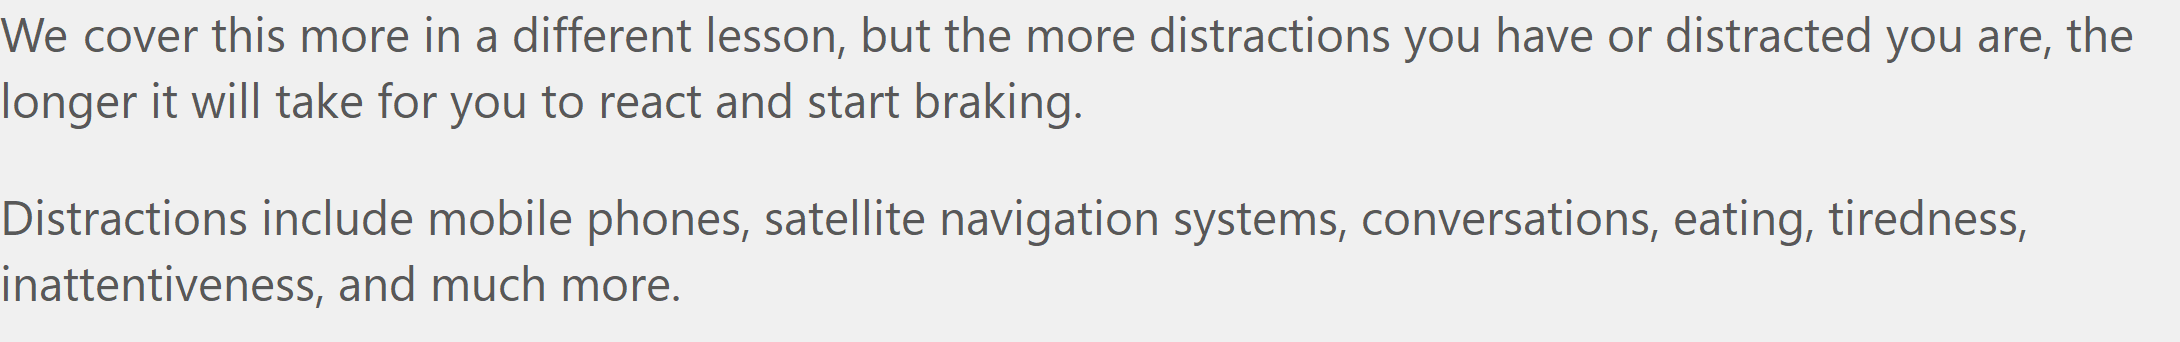 We cover this more in a different lesson, but the more distractions you have or distracted you are, the
longer it will take for you to react and start braking.
Distractions include mobile phones, satellite navigation systems, conversations, eating, tiredness,
inattentiveness, and much more.